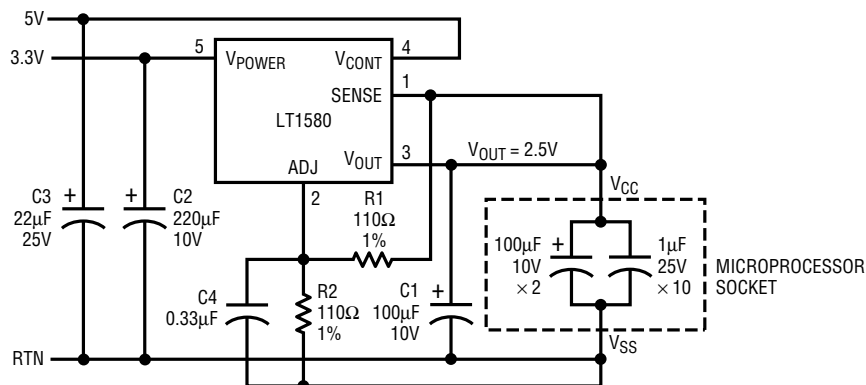 5V
3.3V
5
VPOWER
VCONT
4
SENSE
1
LT1580
ADJ
VOUT
3
VOUT = 2.5V
2
VCC
C3
22µF
25V
+
C2
220µF
10V
+
R1
110Ω
1%
C4
0.33µF
R2
110Ω
1%
C1
100µF
10V
+
100µF
10V
× 2
+
1µF
25V
× 10
MICROPROCESSOR
SOCKET
VSS
RTN